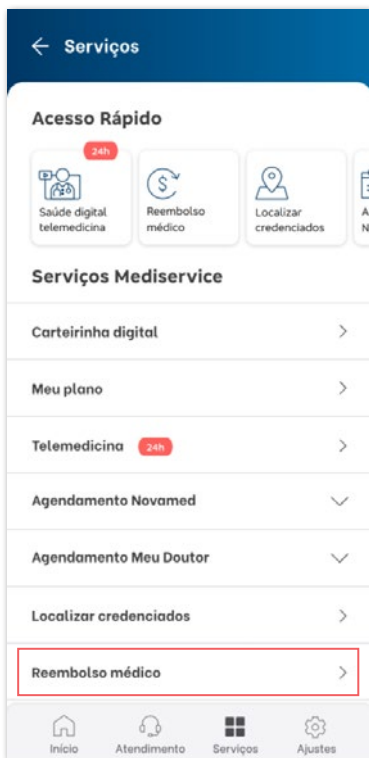 Serviços
Acesso Rápido
24h
Saúde digital
telemedicina
Reembolso
médico
Localizar
credenciados
A
N
Serviços Mediservice
Carteirinha digital
Meu plano
Telemedicina 24h
Agendamento Novamed
Agendamento Meu Doutor
Localizar credenciados
Reembolso médico
Início Atendimento Serviços Ajustes